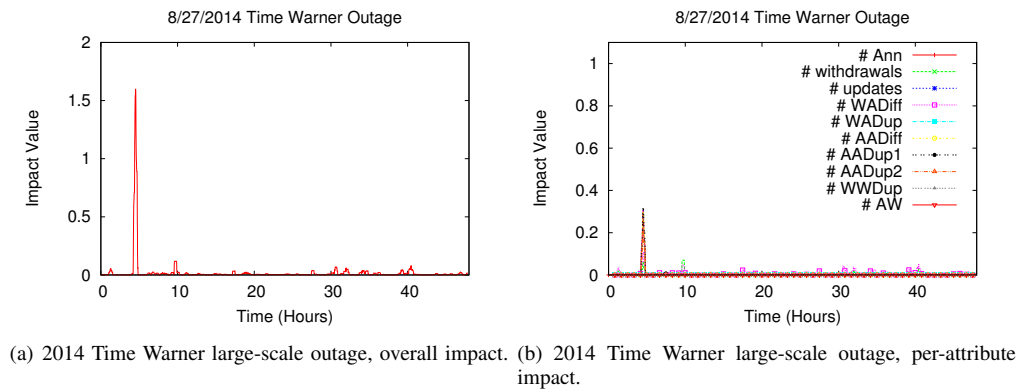 8/27/2014 Time Warner Outage
2
1.5
1
0.5
0
Impact Value
0 10 20 30 40
Time (Hours)
8/27/2014 Time Warner Outage
1
0.8
0.6
0.4
0.2
0
Impact Value
# Ann
# withdrawals
# updates
# WADiff
# WADup
# AADiff
# AADup1
# AADup2
# WWDup
# AW
0 10 20 30 40
Time (Hours)
(a) 2014 Time Warner large-scale outage, overall impact.
(b) 2014 Time Warner large-scale outage, per-attribute
impact.